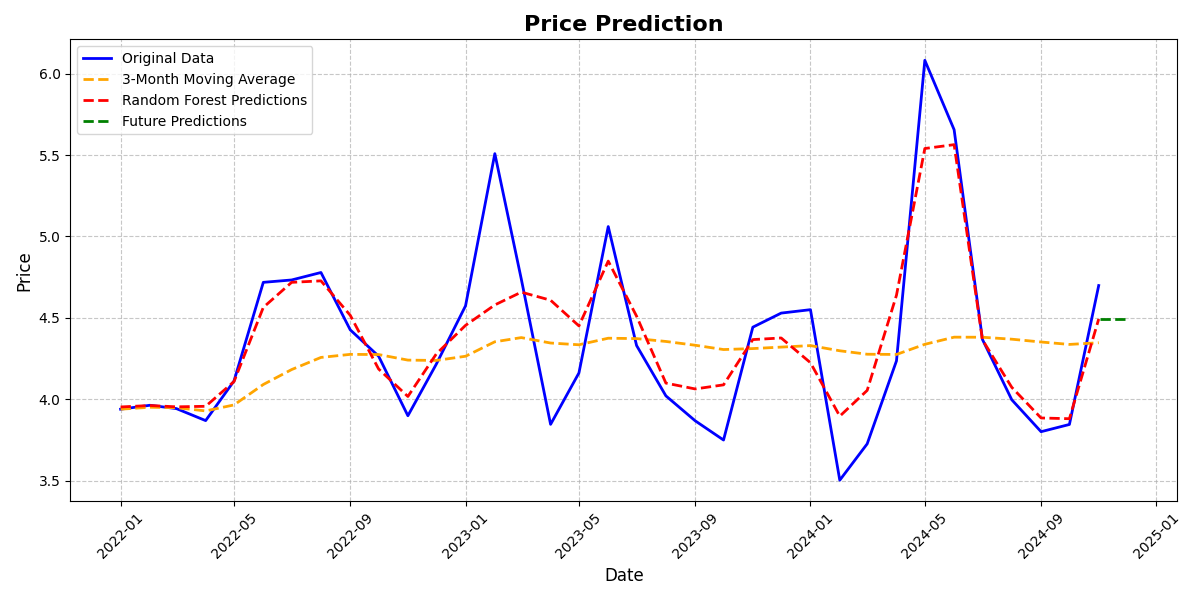 Price Prediction
Original Data
3-Month Moving Average
Random Forest Predictions
Future Predictions
Price
6.0
5.5
5.0
4.5
4.0
3.5
2022-01
2022-05
2022-09
2023-01
2023-05
2023-09
2024-01
2024-05
2024-09
2025-01
Date